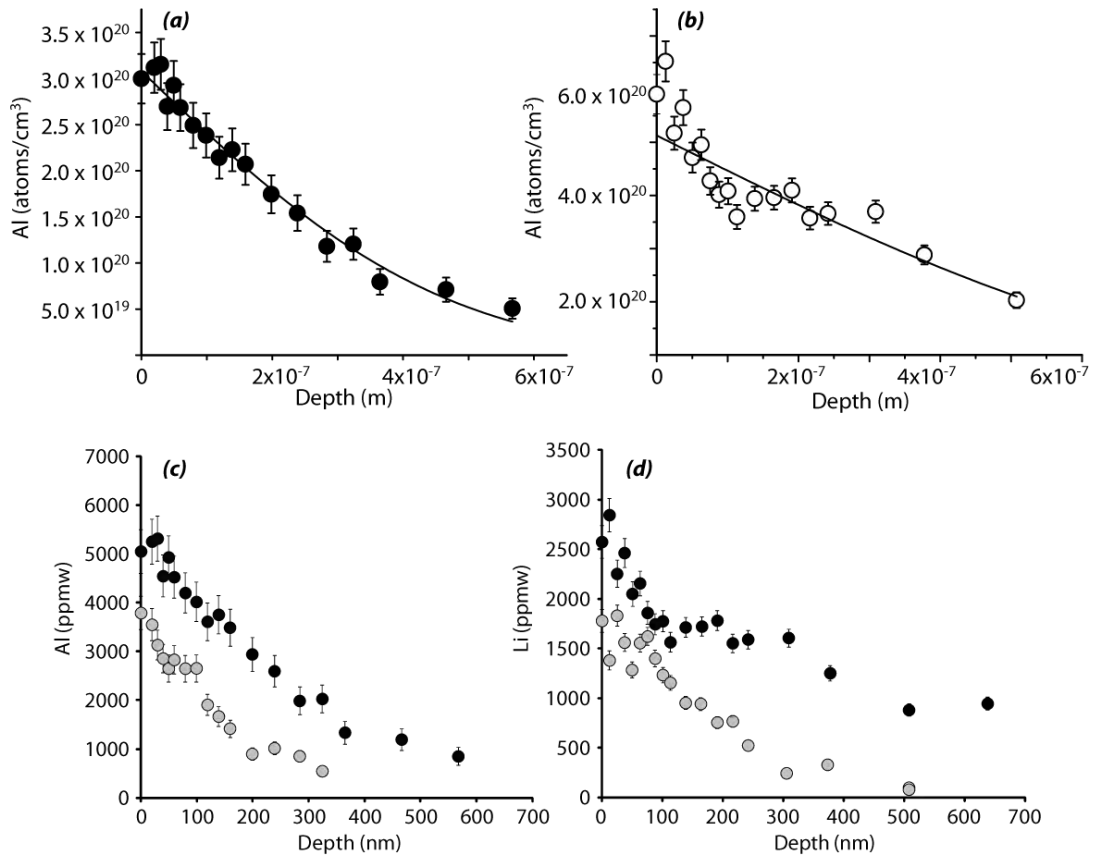 (a)
Al (atoms/cm³)
3.5 x 10²⁰
3.0 x 10²⁰
2.5 x 10²⁰
2.0 x 10²⁰
1.5 x 10²⁰
1.0 x 10²⁰
5.0 x 10¹⁹
0
2x10⁻⁷
4x10⁻⁷
6x10⁻⁷
Depth (m)
(b)
Al (atoms/cm³)
6.0 x 10²⁰
4.0 x 10²⁰
2.0 x 10²⁰
0
2x10⁻⁷
4x10⁻⁷
6x10⁻⁷
Depth (m)
(c)
Al (ppmw)
7000
6000
5000
4000
3000
2000
1000
0
0
100
200
300
400
500
600
700
Depth (nm)
(d)
Li (ppmw)
3500
3000
2500
2000
1500
1000
500
0
0
100
200
300
400
500
600
700
Depth (nm)